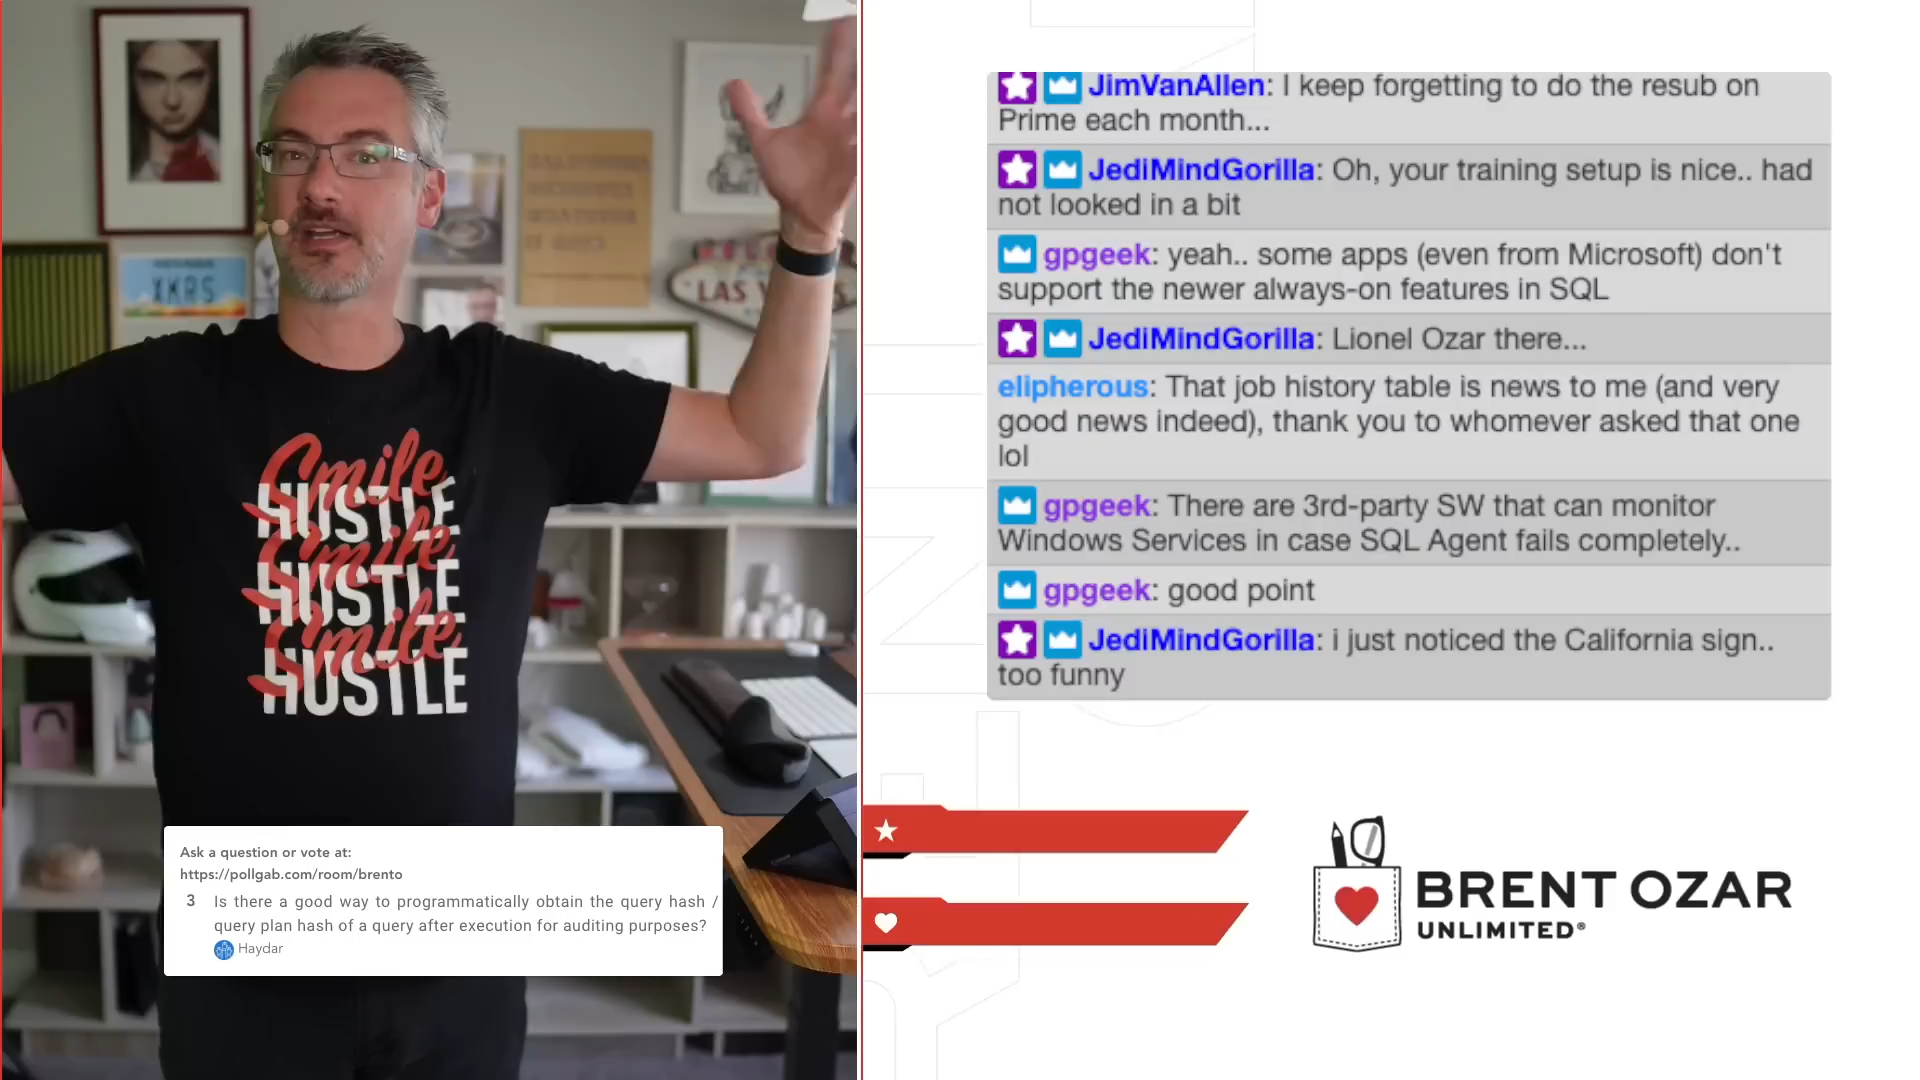 XKRS
LAS
Smile
HUSTLE
Smile
HUSTLE
Smile
HUSTLE
Ask a question or vote at:
https://pollgab.com/room/brento
3 Is there a good way to programmatically obtain the query hash /
query plan hash of a query after execution for auditing purposes?
Haydar
JimVanAllen: I keep forgetting to do the resub on
Prime each month...
JediMindGorilla: Oh, your training setup is nice.. had
not looked in a bit
gpgeek: yeah.. some apps (even from Microsoft) don't
support the newer always-on features in SQL
JediMindGorilla: Lionel Ozar there...
elipherous: That job history table is news to me (and very
good news indeed), thank you to whomever asked that one
lol
gpgeek: There are 3rd-party SW that can monitor
Windows Services in case SQL Agent fails completely..
gpgeek: good point
JediMindGorilla: i just noticed the California sign..
too funny
BRENT OZAR
UNLIMITED®